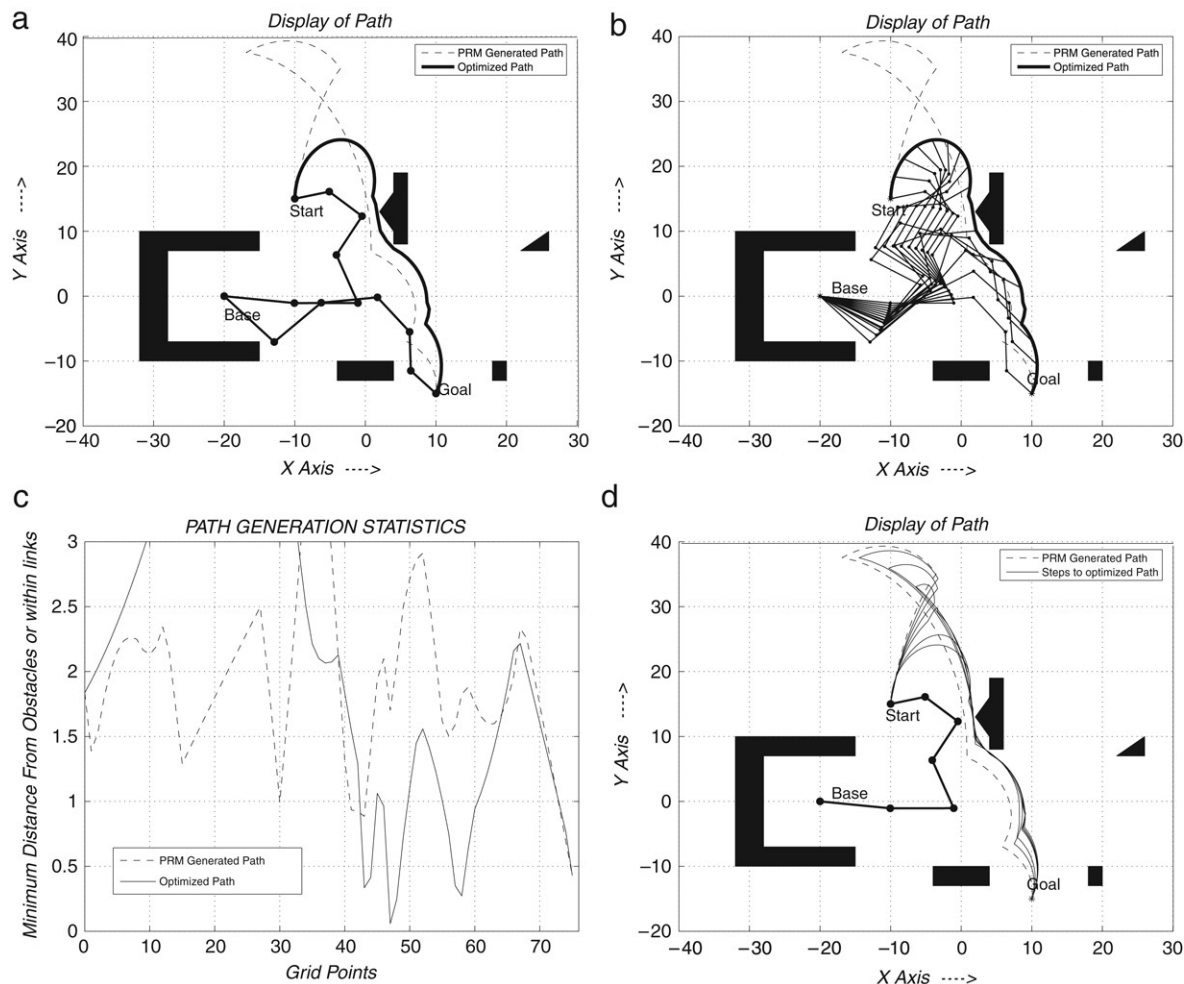 a
Display of Path
40
30
20
10
0
−10
−20
−40
−30
−20
−10
0
10
20
30
Y Axis ---->
X Axis ---->
PRM Generated Path
Optimized Path
Start
Base
Goal
b
Display of Path
40
30
20
10
0
−10
−20
−40
−30
−20
−10
0
10
20
30
Y Axis ---->
X Axis ---->
PRM Generated Path
Optimized Path
Start
Base
Goal
c
PATH GENERATION STATISTICS
3
2.5
2
1.5
1
0.5
0
0
10
20
30
40
50
60
70
Minimum Distance From Obstacles or within links
Grid Points
PRM Generated Path
Optimized Path
d
Display of Path
40
30
20
10
0
−10
−20
−40
−30
−20
−10
0
10
20
30
Y Axis ---->
X Axis ---->
PRM Generated Path
Steps to optimized Path
Start
Base
Goal